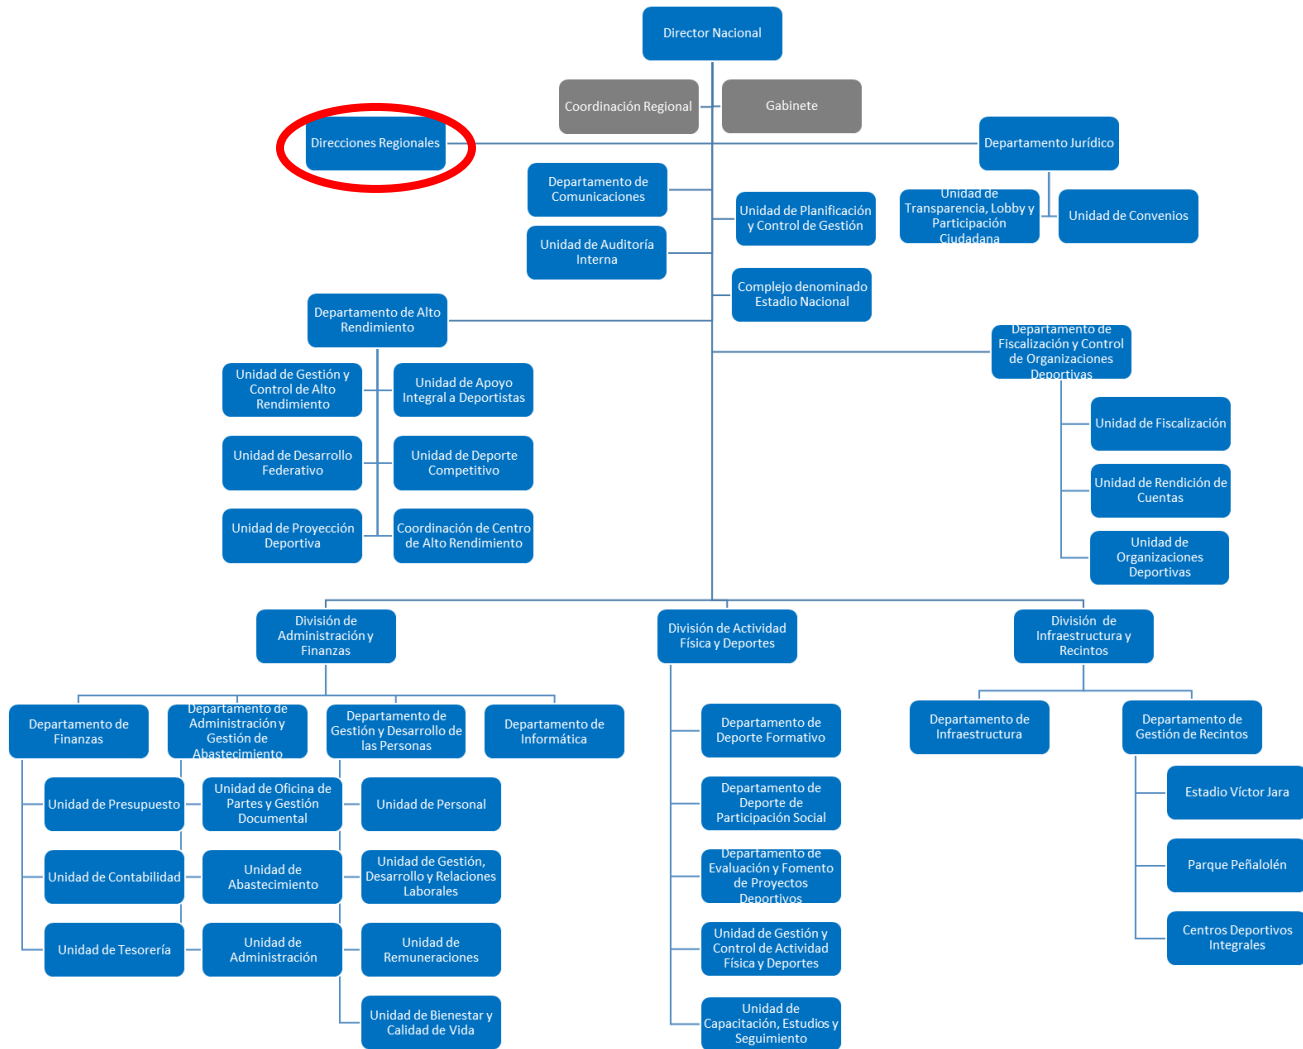 Director Nacional
Coordinación Regional
Gabinete
Direcciones Regionales
Departamento Jurídico
Departamento de
Comunicaciones
Unidad de Planificación
y Control de Gestión
Unidad de
Transparencia, Lobby y
Participación
Ciudadana
Unidad de Convenios
Unidad de Auditoría
Interna
Complejo denominado
Estadio Nacional
Departamento de Alto
Rendimiento
Departamento de
Fiscalización y Control
de Organizaciones
Deportivas
Unidad de Gestión y
Control de Alto
Rendimiento
Unidad de Apoyo
Integral a Deportistas
Unidad de Fiscalización
Unidad de Desarrollo
Federativo
Unidad de Deporte
Competitivo
Unidad de Rendición de
Cuentas
Unidad de Proyección
Deportiva
Coordinación de Centro
de Alto Rendimiento
Unidad de
Organizaciones
Deportivas
División de
Administración y
Finanzas
División de Actividad
Física y Deportes
División de
Infraestructura y
Recintos
Departamento de
Finanzas
Departamento de
Administración y
Gestión de
Abastecimiento
Departamento de
Gestión y Desarrollo de
las Personas
Departamento de
Informática
Departamento de
Deporte Formativo
Departamento de
Infraestructura
Departamento de
Gestión de Recintos
Unidad de Presupuesto
Unidad de Oficina de
Partes y Gestión
Documental
Unidad de Personal
Departamento de
Deporte de
Participación Social
Estadio Víctor Jara
Unidad de Contabilidad
Unidad de
Abastecimiento
Unidad de Gestión,
Desarrollo y Relaciones
Laborales
Departamento de
Evaluación y Fomento
de Proyectos
Deportivos
Parque Peñalolén
Unidad de Tesorería
Unidad de
Administración
Unidad de
Remuneraciones
Unidad de Gestión y
Control de Actividad
Física y Deportes
Centros Deportivos
Integrales
Unidad de Bienestar y
Calidad de Vida
Unidad de
Capacitación, Estudios y
Seguimiento